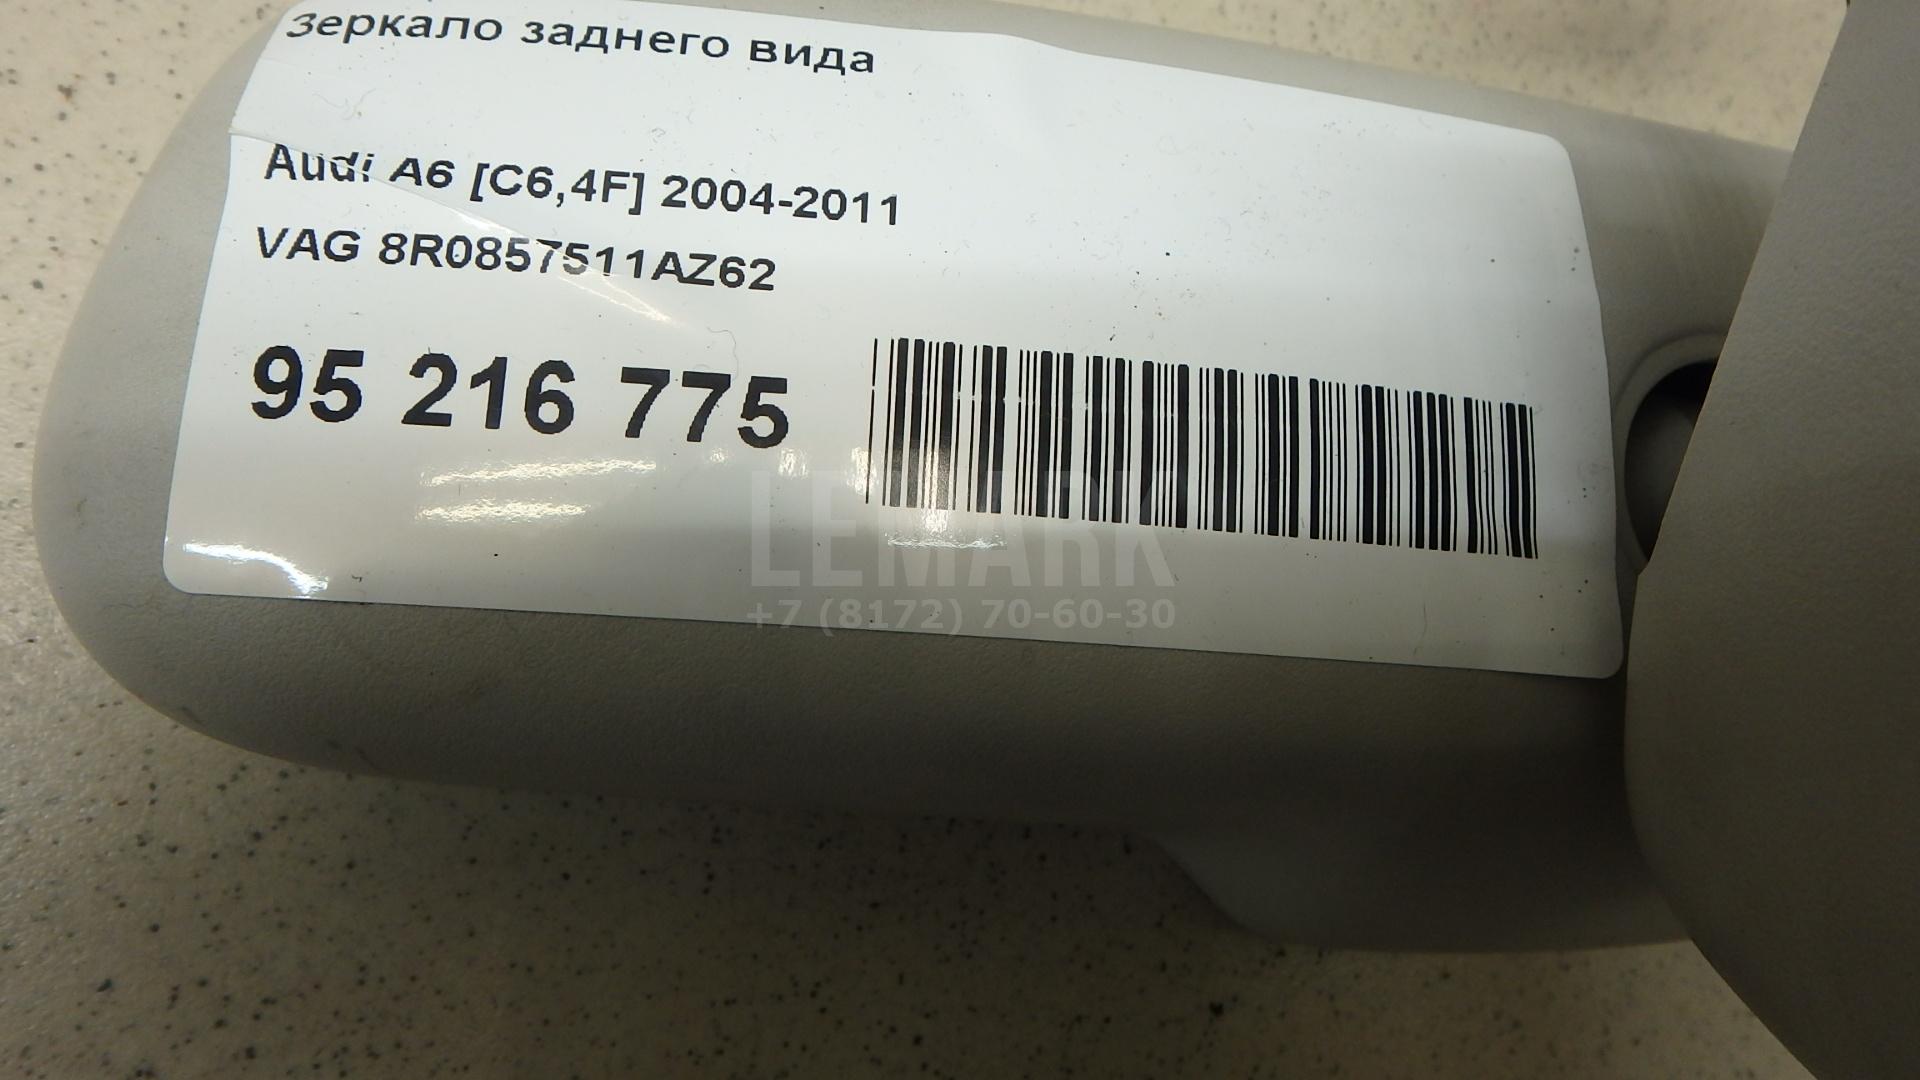 Зеркало заднего вида
Audi A6 [C6,4F] 2004-2011
VAG 8R0857511AZ62
95 216 775
LEMARK
+7 (8172) 70-60-30